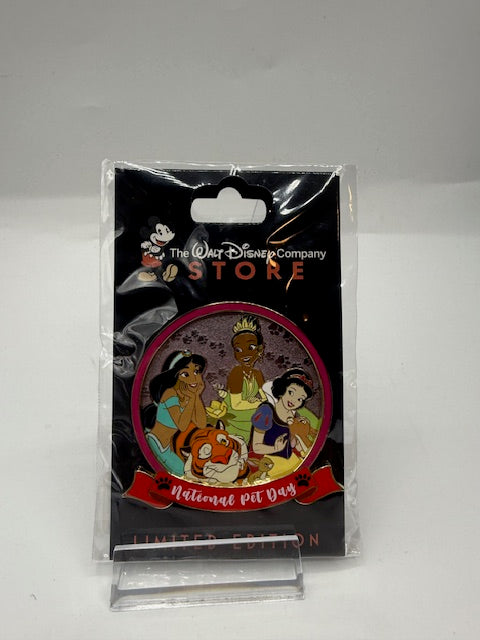 The WALT DISNEY Company
STORE
National Pet Day
LIMITED EDITION